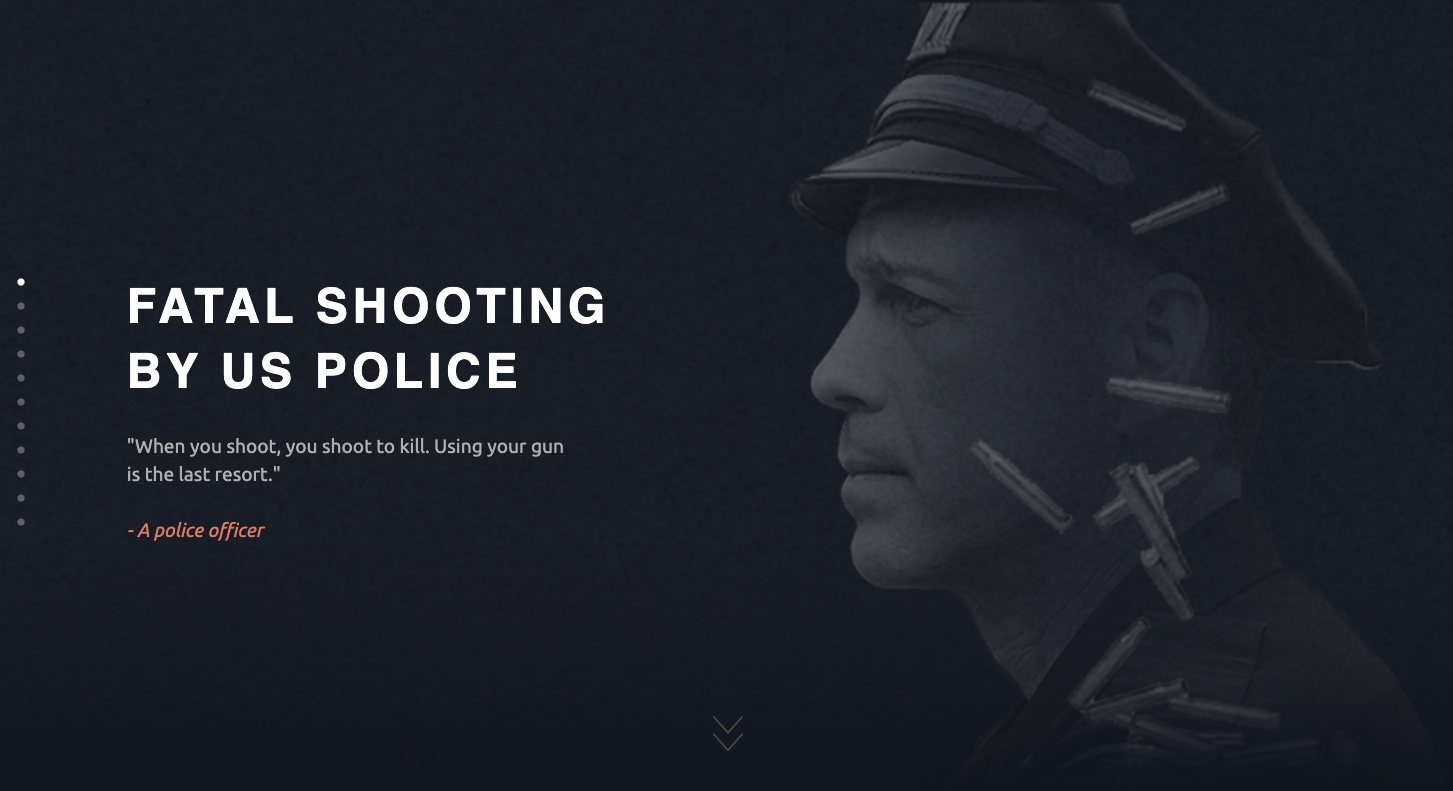 FATAL SHOOTING
BY US POLICE
"When you shoot, you shoot to kill. Using your gun
is the last resort."
- A police officer